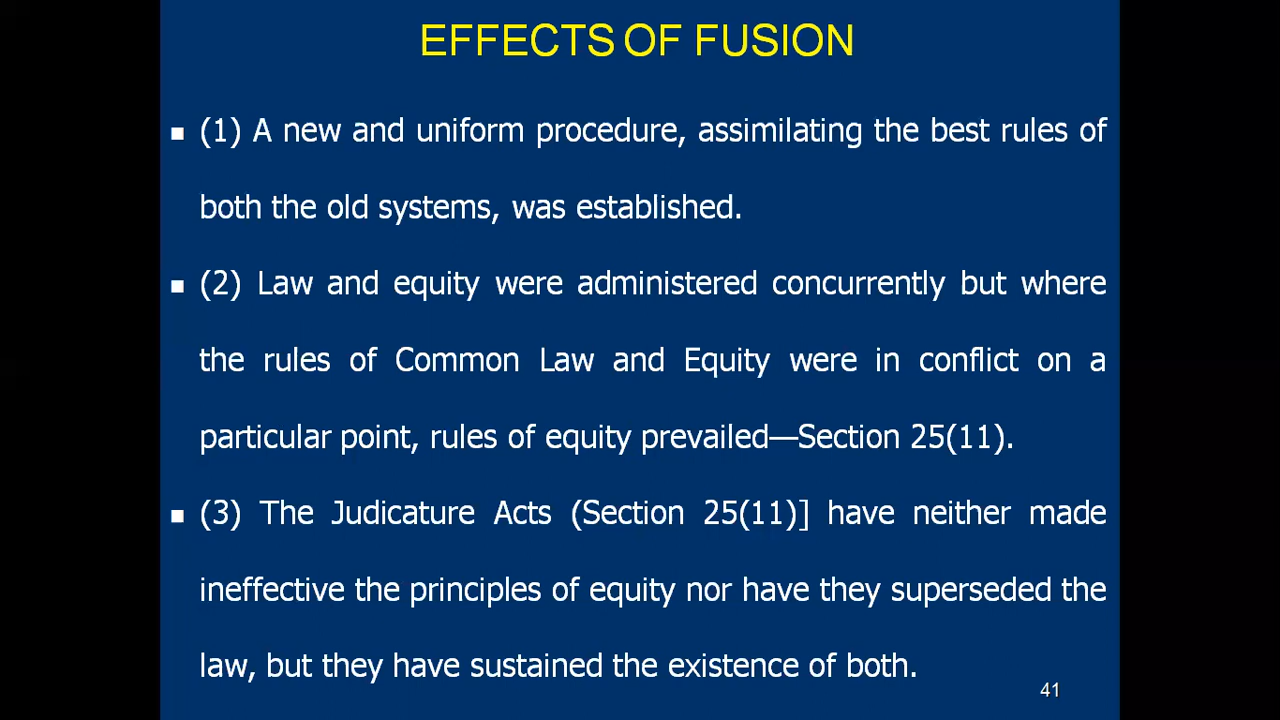 EFFECTS OF FUSION
▪ (1) A new and uniform procedure, assimilating the best rules of
both the old systems, was established.
▪ (2) Law and equity were administered concurrently but where
the rules of Common Law and Equity were in conflict on a
particular point, rules of equity prevailed—Section 25(11).
▪ (3) The Judicature Acts (Section 25(11)] have neither made
ineffective the principles of equity nor have they superseded the
law, but they have sustained the existence of both.
41